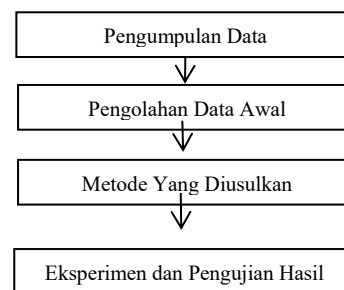 Pengumpulan Data
Pengolahan Data Awal
Metode Yang Diusulkan
Eksperimen dan Pengujian Hasil